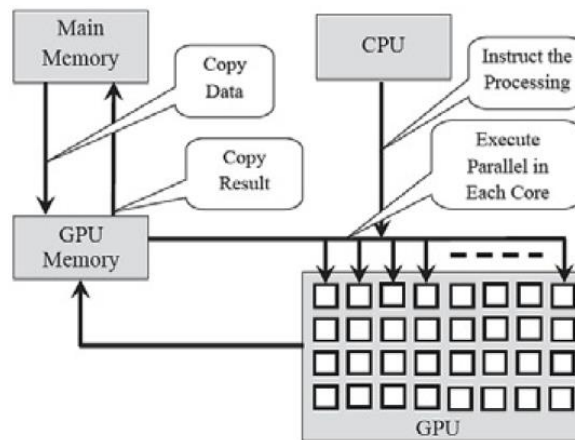 Main
Memory
CPU
Copy
Data
Instruct the
Processing
Copy
Result
Execute
Parallel in
Each Core
GPU
Memory
GPU